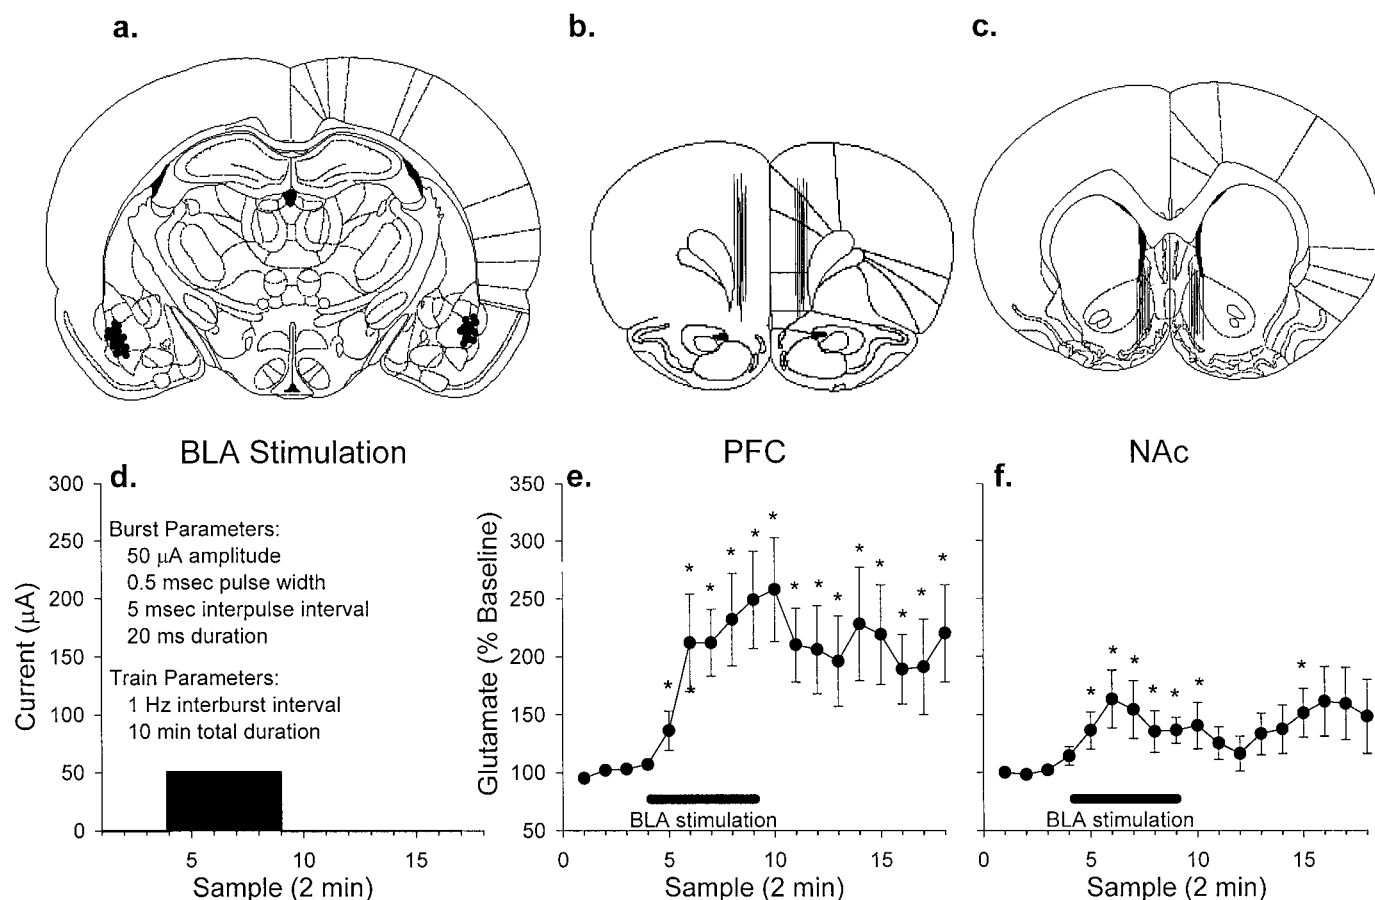 a.
b.
c.
BLA Stimulation
PFC
NAc
d.
e.
f.
Current (μA)
300
250
200
150
100
50
0
Burst Parameters:
50 μA amplitude
0.5 msec pulse width
5 msec interpulse interval
20 ms duration
Train Parameters:
1 Hz interburst interval
10 min total duration
5
10
15
Sample (2 min)
Glutamate (% Baseline)
350
300
250
200
150
100
50
* * * * * * * * * * * * * * *
BLA stimulation
0
5
10
15
Sample (2 min)
* * * * * * *
BLA stimulation
0
5
10
15
Sample (2 min)